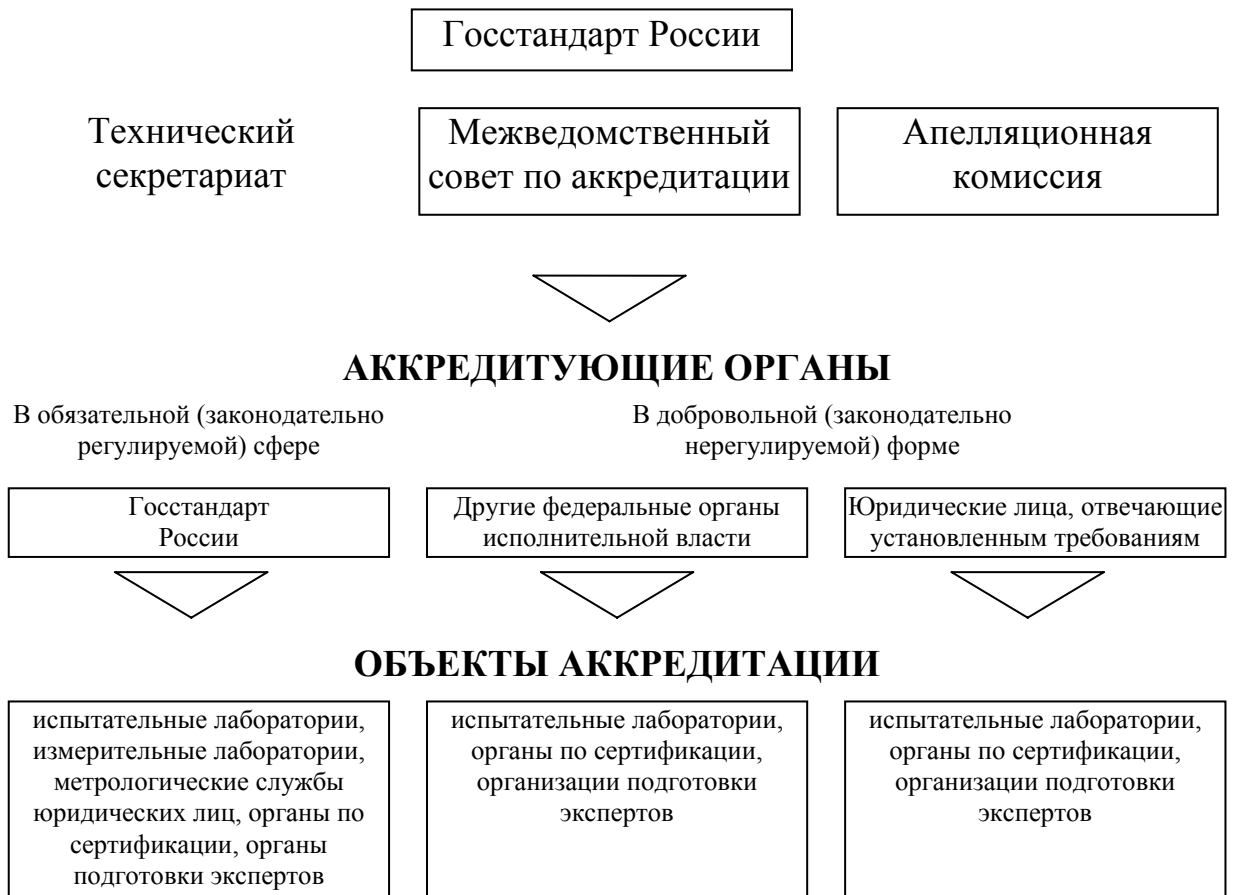 Госстандарт России
Технический
секретариат
Межведомственный
совет по аккредитации
Апелляционная
комиссия
АККРЕДИТУЮЩИЕ ОРГАНЫ
В обязательной (законодательно
регулируемой) сфере
В добровольной (законодательно
нерегулируемой) форме
Госстандарт
России
Другие федеральные органы
исполнительной власти
Юридические лица, отвечающие
установленным требованиям
ОБЪЕКТЫ АККРЕДИТАЦИИ
испытательные лаборатории,
измерительные лаборатории,
метрологические службы
юридических лиц, органы по
сертификации, органы
подготовки экспертов
испытательные лаборатории,
органы по сертификации,
организации подготовки
экспертов
испытательные лаборатории,
органы по сертификации,
организации подготовки
экспертов